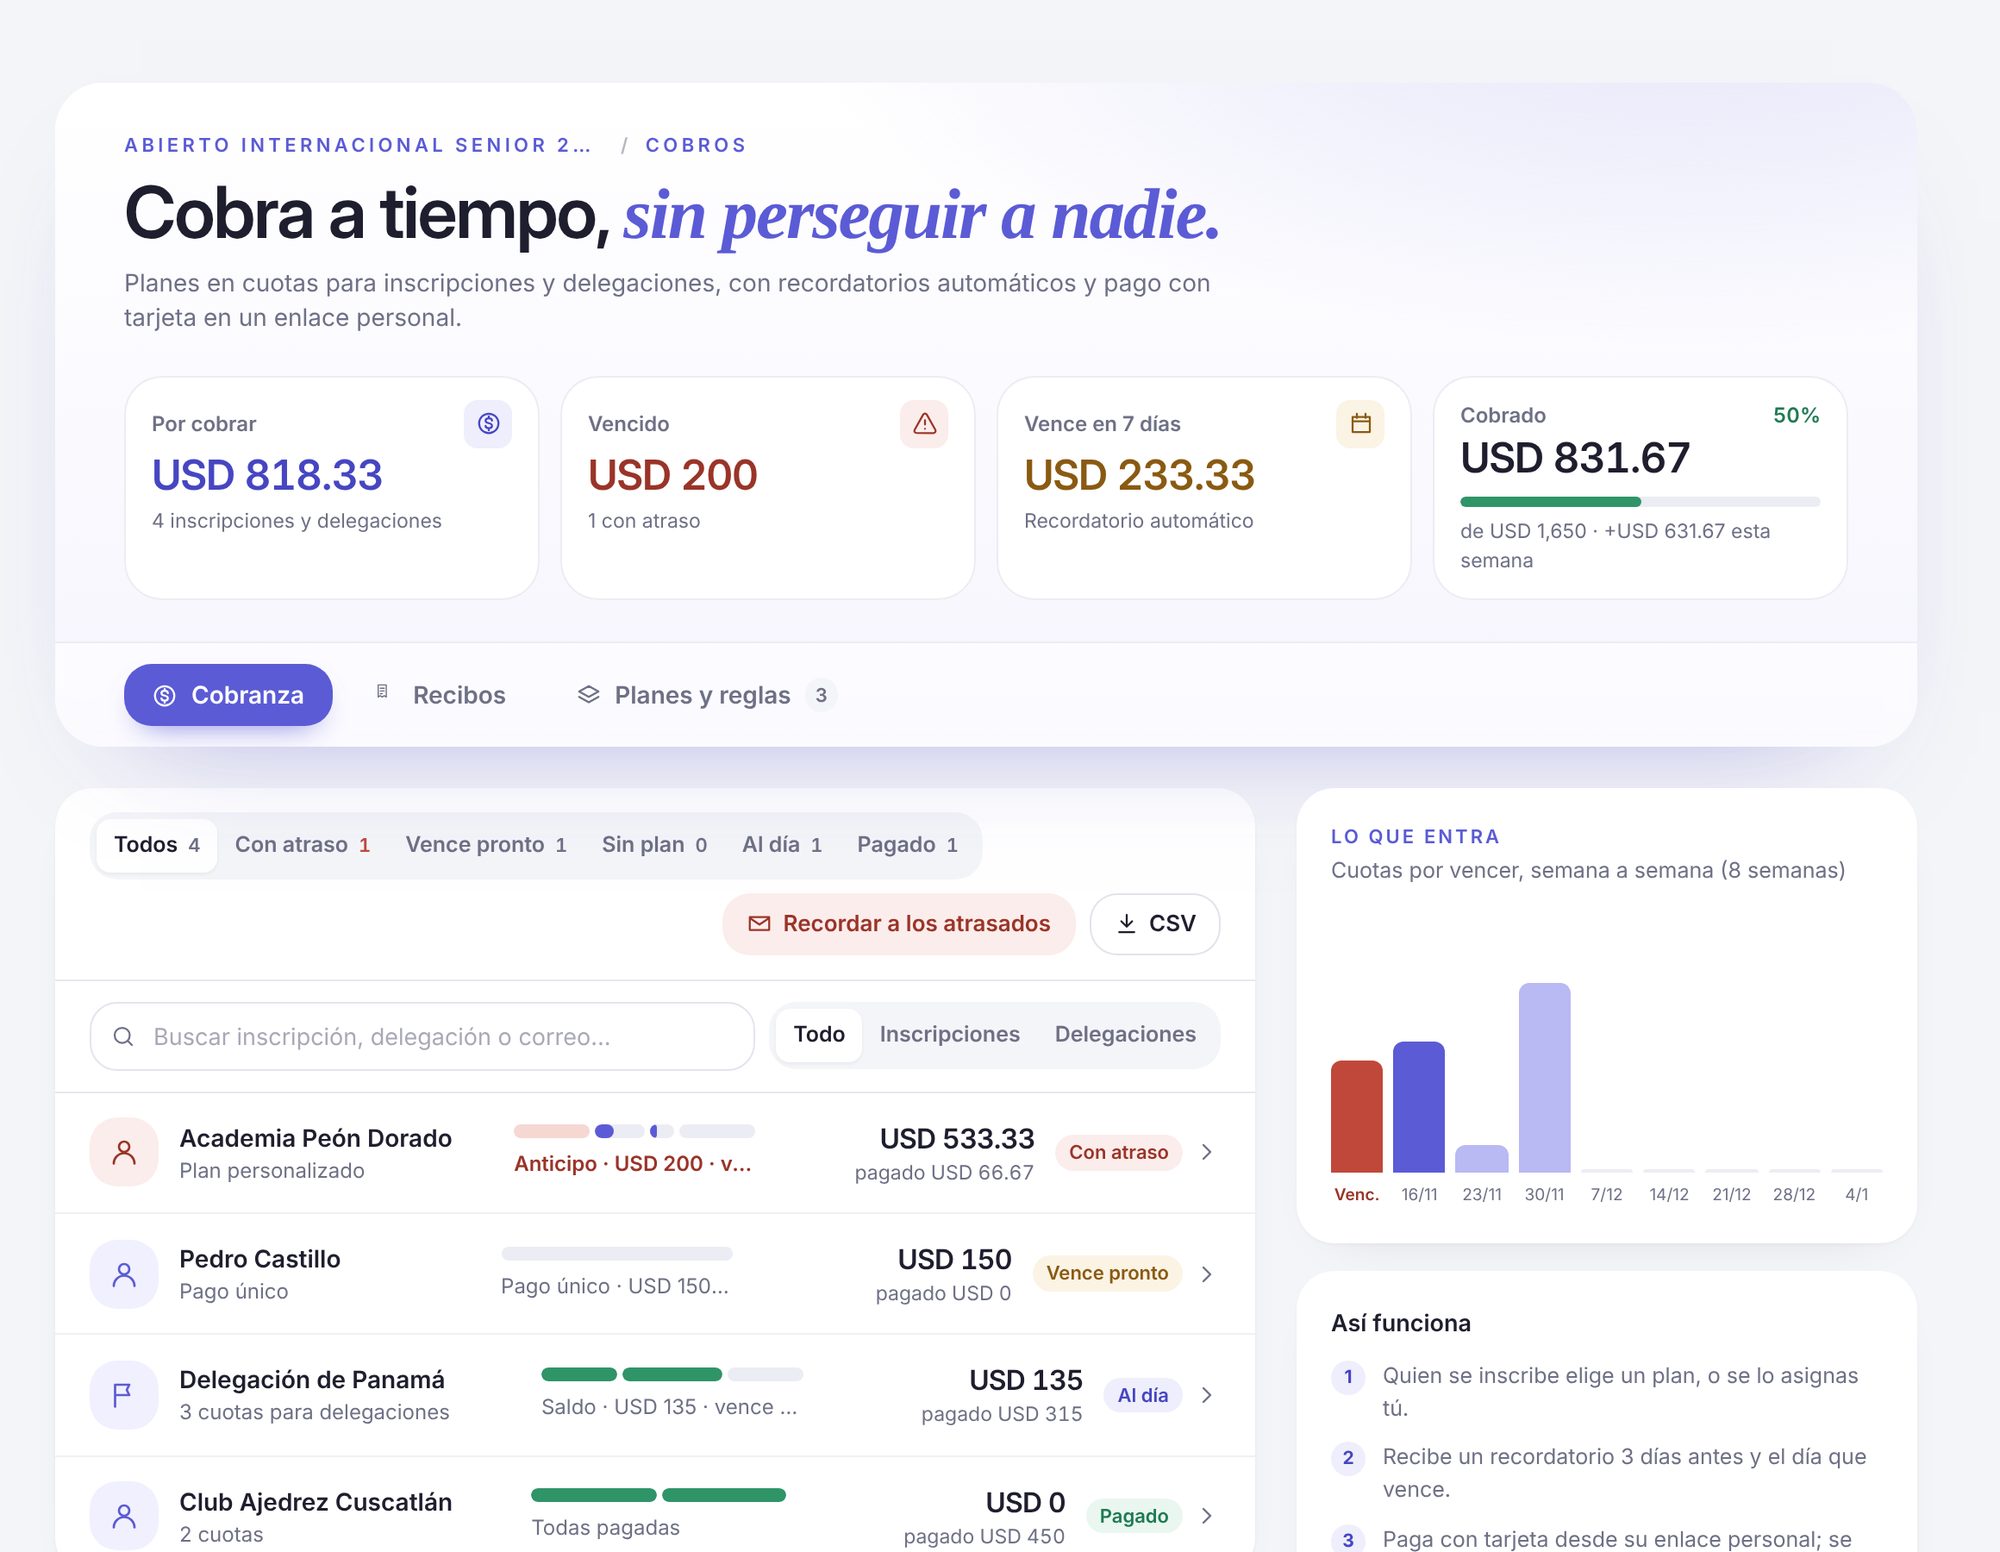 ABIERTO INTERNACIONAL SENIOR 2… / COBROS
Cobra a tiempo, sin perseguir a nadie.
Planes en cuotas para inscripciones y delegaciones, con recordatorios automáticos y pago con
tarjeta en un enlace personal.
Por cobrar
USD 818.33
4 inscripciones y delegaciones
Vencido
USD 200
1 con atraso
Vence en 7 días
USD 233.33
Recordatorio automático
Cobrado 50%
USD 831.67
de USD 1,650 · +USD 631.67 esta
semana
Cobranza Recibos Planes y reglas 3
Todos 4 Con atraso 1 Vence pronto 1 Sin plan 0 Al día 1 Pagado 1
Recordar a los atrasados CSV
Buscar inscripción, delegación o correo…
Todo Inscripciones Delegaciones
Academia Peón Dorado
Plan personalizado
Anticipo · USD 200 · v…
USD 533.33
pagado USD 66.67
Con atraso
Pedro Castillo
Pago único
Pago único · USD 150…
USD 150
pagado USD 0
Vence pronto
Delegación de Panamá
3 cuotas para delegaciones
Saldo · USD 135 · vence …
USD 135
pagado USD 315
Al día
Club Ajedrez Cuscatlán
2 cuotas
Todas pagadas
USD 0
pagado USD 450
Pagado
LO QUE ENTRA
Cuotas por vencer, semana a semana (8 semanas)
Venc. 16/11 23/11 30/11 7/12 14/12 21/12 28/12 4/1
Así funciona
1 Quien se inscribe elige un plan, o se lo asignas
tú.
2 Recibe un recordatorio 3 días antes y el día que
vence.
3 Paga con tarjeta desde su enlace personal; se